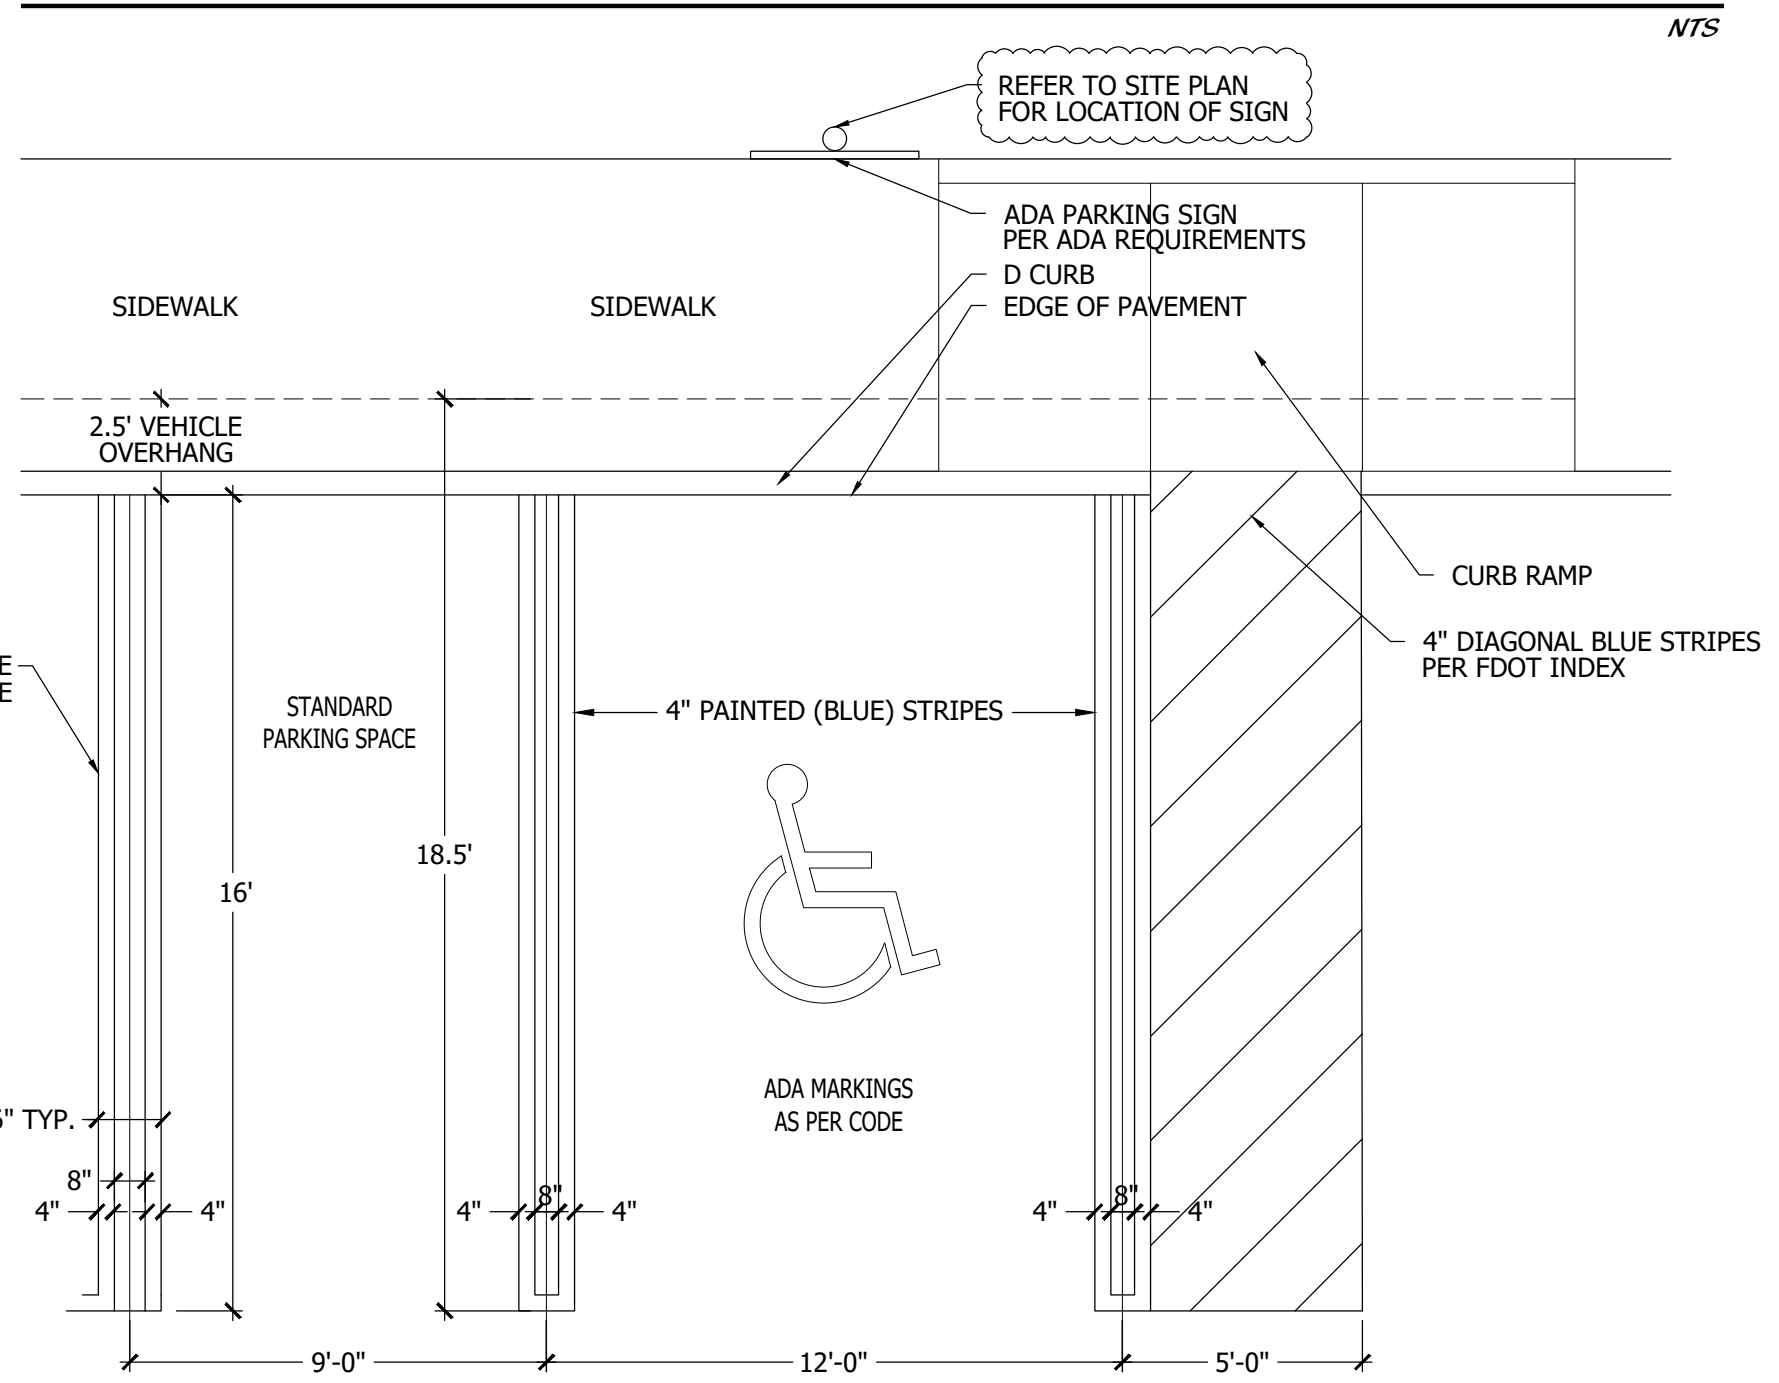 NTS
REFER TO SITE PLAN
FOR LOCATION OF SIGN
ADA PARKING SIGN
PER ADA REQUIREMENTS
D CURB
EDGE OF PAVEMENT
SIDEWALK
SIDEWALK
2.5' VEHICLE
OVERHANG
CURB RAMP
4" DIAGONAL BLUE STRIPES
PER FDOT INDEX
STANDARD
PARKING SPACE
4" PAINTED (BLUE) STRIPES
18.5'
16'
ADA MARKINGS
AS PER CODE
" TYP.
8"
4"
4"
4"
8"
4"
4"
8"
4"
9'-0"
12'-0"
5'-0"